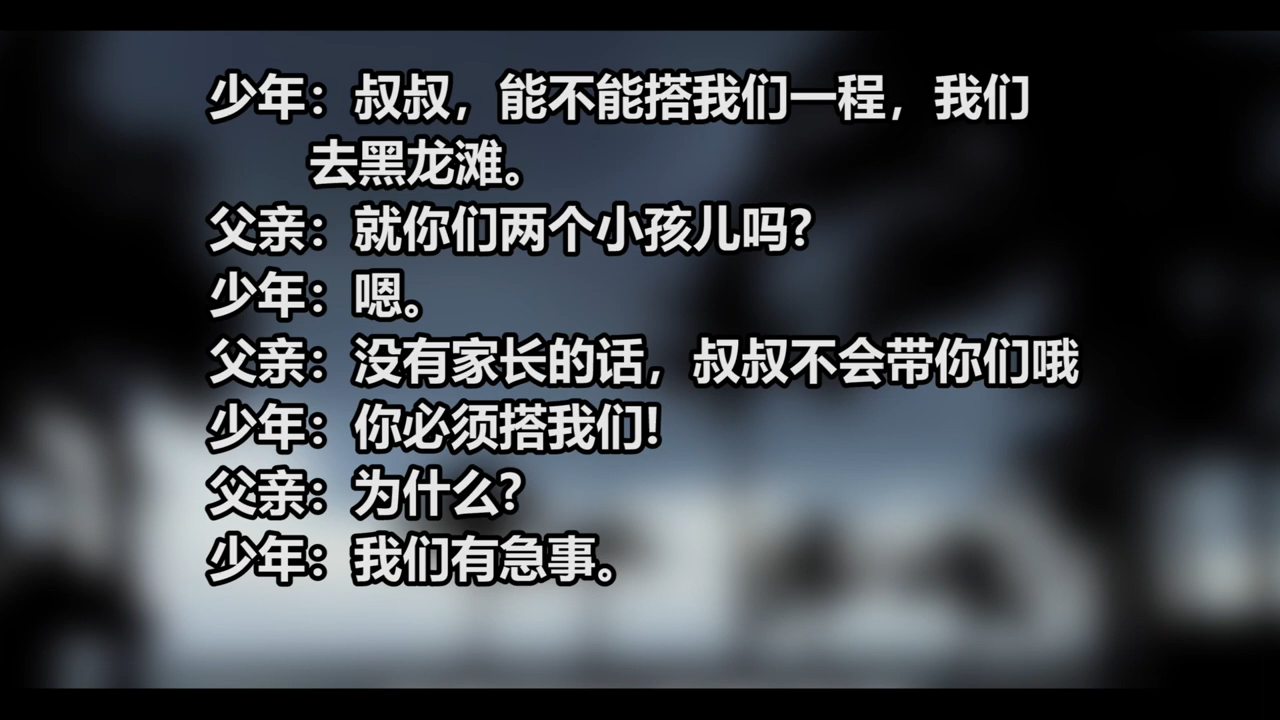 少年：叔叔，能不能搭我们一程，我们
去黑龙滩。
父亲：就你们两个小孩儿吗？
少年：嗯。
父亲：没有家长的话，叔叔不会带你们哦
少年：你必须搭我们！
父亲：为什么？
少年：我们有急事。